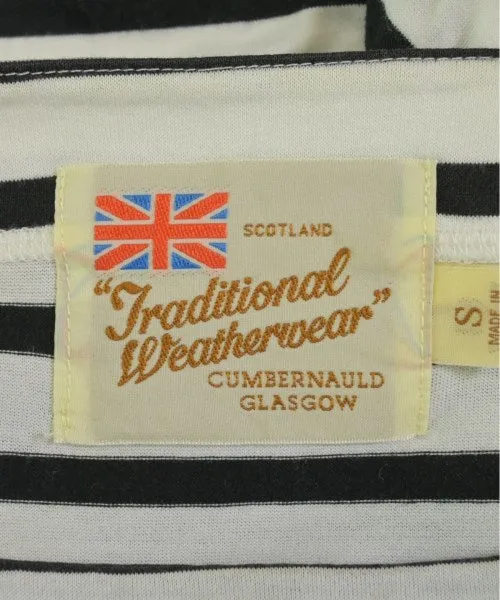 SCOTLAND
"Traditional
Weatherwear"
CUMBERNAULD
GLASGOW
S
MADE IN